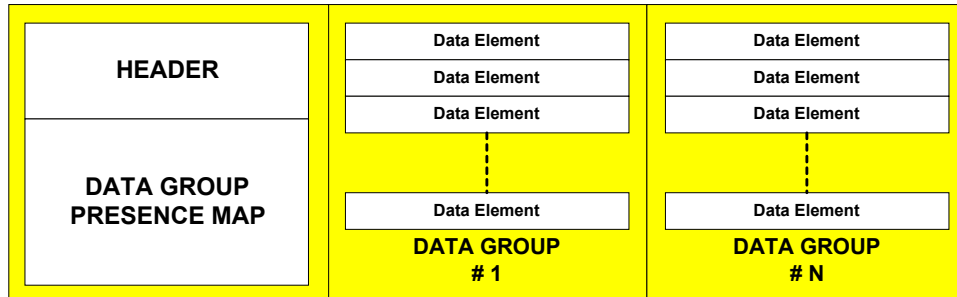 HEADER
DATA GROUP
PRESENCE MAP
Data Element
Data Element
Data Element
Data Element
DATA GROUP
# 1
Data Element
Data Element
Data Element
Data Element
DATA GROUP
# N